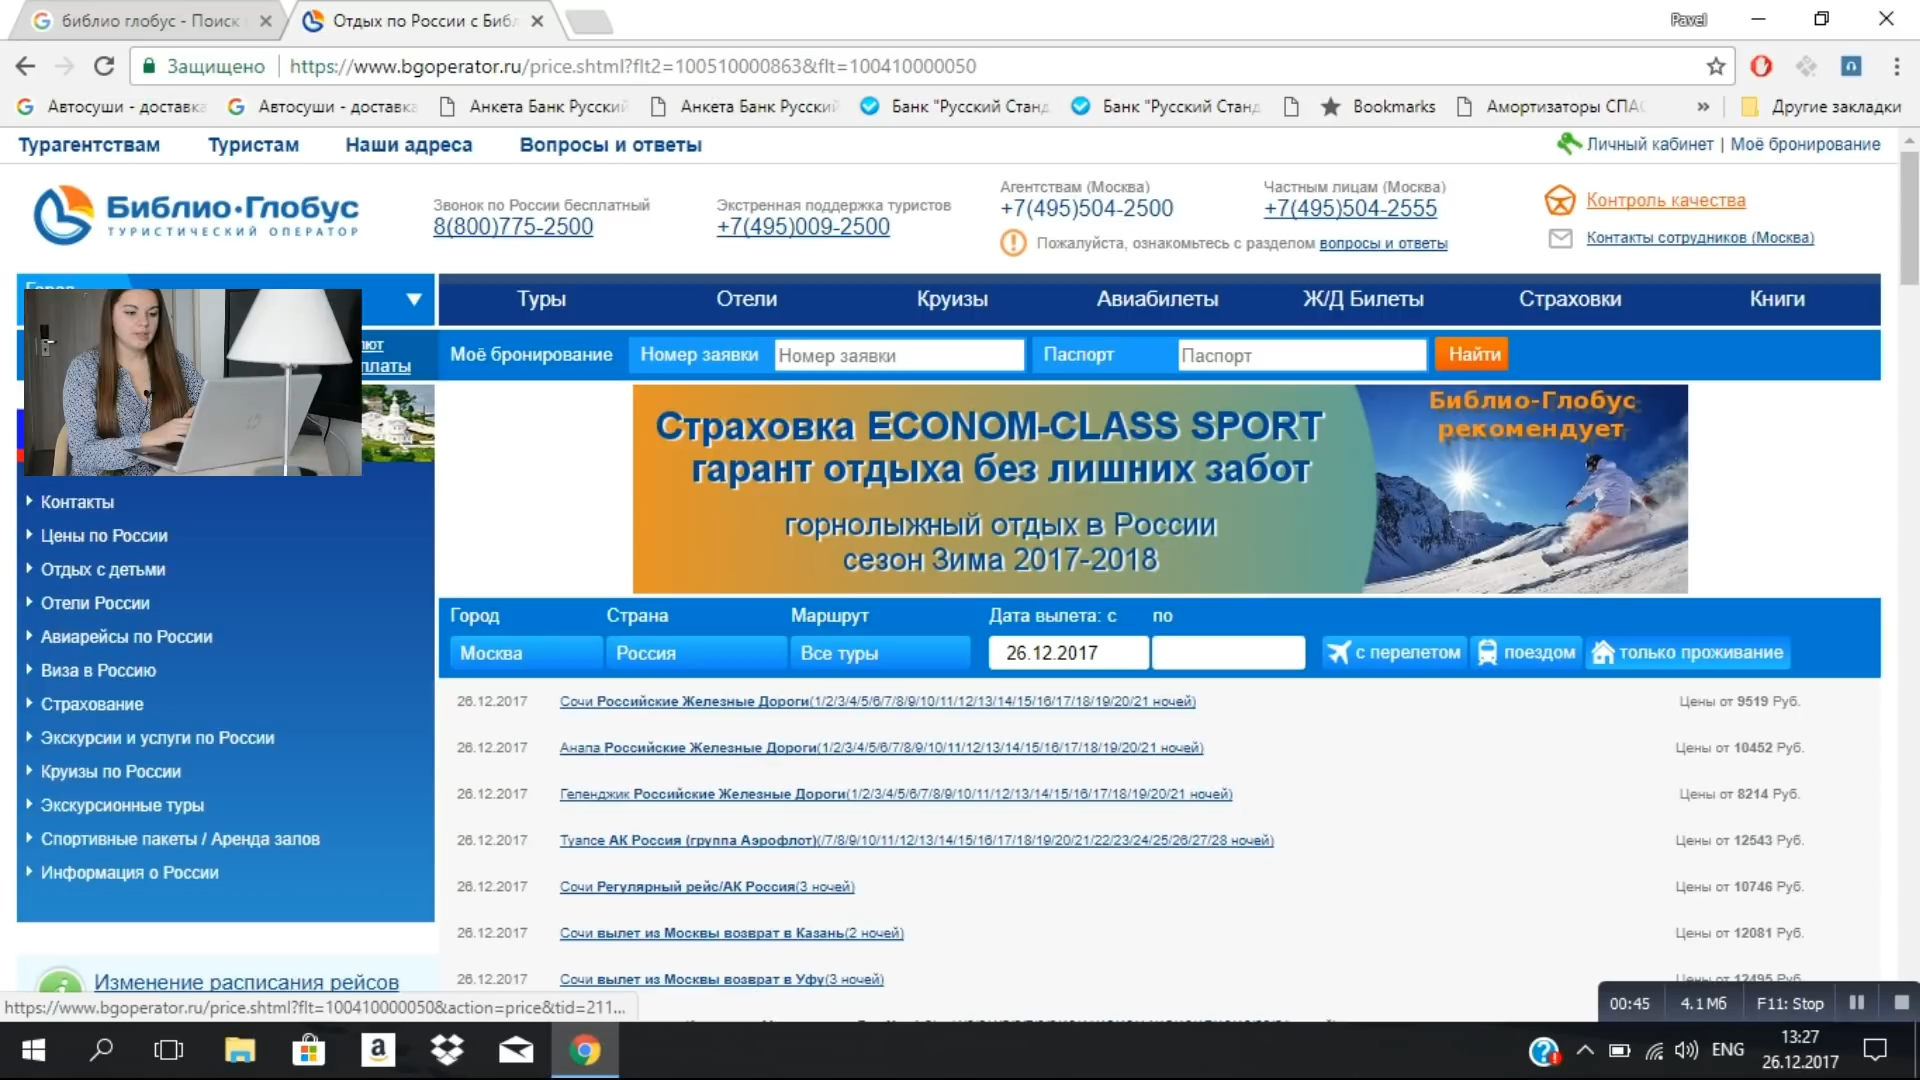 библио глобус - Поиск
Отдых по России с Библ
Pavel
Защищено
https://www.bgoperator.ru/price.shtml?flt2=100510000863&flt=100410000050
Автосуши - доставка
Автосуши - доставка
Анкета Банк Русский
Анкета Банк Русский
Банк "Русский Станд
Банк "Русский Станд
Bookmarks
Амортизаторы СПАС
»
Другие закладки
Турагентствам
Туристам
Наши адреса
Вопросы и ответы
Личный кабинет | Моё бронирование
Библио·Глобус
ТУРИСТИЧЕСКИЙ ОПЕРАТОР
Звонок по России бесплатный
8(800)775-2500
Экстренная поддержка туристов
+7(495)009-2500
Агентствам (Москва)
+7(495)504-2500
Частным лицам (Москва)
+7(495)504-2555
Пожалуйста, ознакомьтесь с разделом вопросы и ответы
Контроль качества
Контакты сотрудников (Москва)
Туры
Отели
Круизы
Авиабилеты
Ж/Д Билеты
Страховки
Книги
Моё бронирование
Номер заявки
Номер заявки
Паспорт
Паспорт
Найти
Страховка ECONOM-CLASS SPORT
гарант отдыха без лишних забот
горнолыжный отдых в России
сезон Зима 2017-2018
Библио-Глобус
рекомендует
Контакты
Цены по России
Отдых с детьми
Отели России
Авиарейсы по России
Виза в Россию
Страхование
Экскурсии и услуги по России
Круизы по России
Экскурсионные туры
Спортивные пакеты / Аренда залов
Информация о России
Изменение расписания рейсов
Город
Страна
Маршрут
Дата вылета: с
по
Москва
Россия
Все туры
26.12.2017
с перелетом
поездом
только проживание
26.12.2017 Сочи Российские Железные Дороги(1/2/3/4/5/6/7/8/9/10/11/12/13/14/15/16/17/18/19/20/21 ночей) Цены от 9519 Руб.
26.12.2017 Анапа Российские Железные Дороги(1/2/3/4/5/6/7/8/9/10/11/12/13/14/15/16/17/18/19/20/21 ночей) Цены от 10452 Руб.
26.12.2017 Геленджик Российские Железные Дороги(1/2/3/4/5/6/7/8/9/10/11/12/13/14/15/16/17/18/19/20/21 ночей) Цены от 8214 Руб.
26.12.2017 Туапсе АК Россия (группа Аэрофлот)(/7/8/9/10/11/12/13/14/15/16/17/18/19/20/21/22/23/24/25/26/27/28 ночей) Цены от 12543 Руб.
26.12.2017 Сочи Регулярный рейс/АК Россия(3 ночей) Цены от 10746 Руб.
26.12.2017 Сочи вылет из Москвы возврат в Казань(2 ночей) Цены от 12081 Руб.
26.12.2017 Сочи вылет из Москвы возврат в Уфу(3 ночей) Цены от 12495 Руб.
https://www.bgoperator.ru/price.shtml?flt=100410000050&action=price&tid=211...
00:45
4.1 Мб
F11: Stop
ENG
13:27
26.12.2017